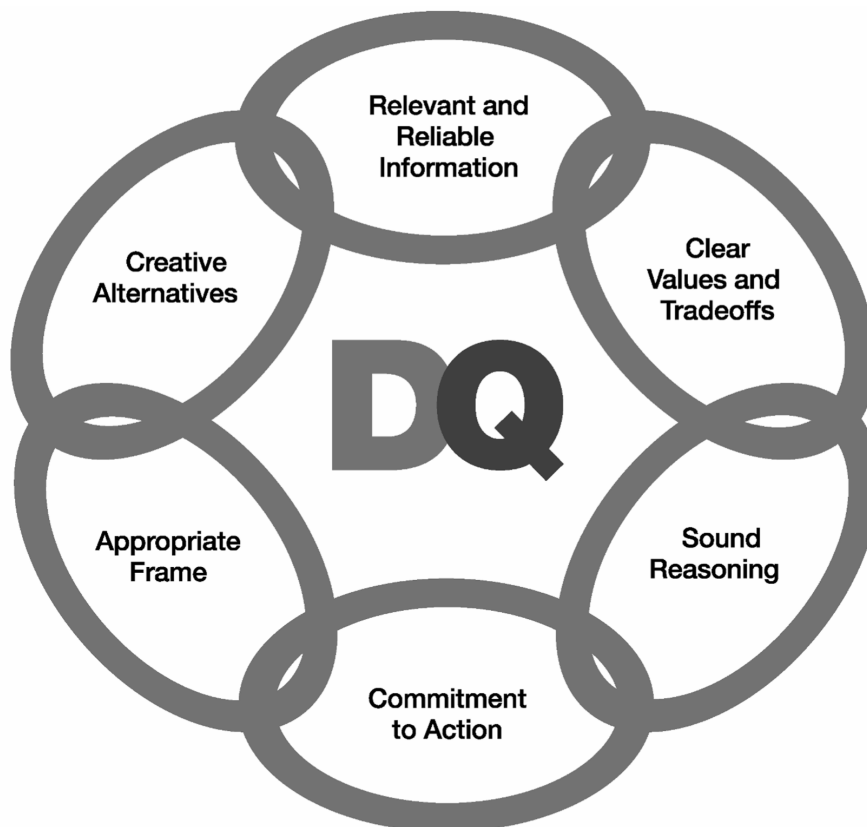 Relevant and
Reliable
Information
Creative
Alternatives
Clear
Values and
Tradeoffs
DQ
Appropriate
Frame
Sound
Reasoning
Commitment
to Action